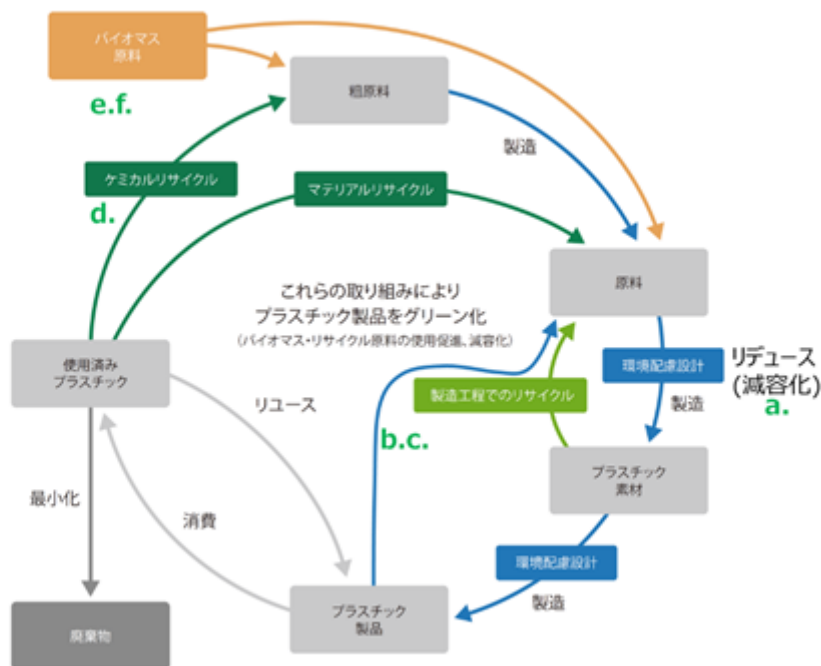 バイオマス
原料
e.f.
粗原料
製造
ケミカルリサイクル
マテリアルリサイクル
d.
原料
これらの取り組みにより
プラスチック製品をグリーン化
(バイオマス・リサイクル原料の使用促進、減容化)
使用済み
プラスチック
環境配慮設計
リデュース
(減容化)
a.
製造
リユース
製造工程でのリサイクル
b.c.
プラスチック
素材
最小化
消費
環境配慮設計
製造
プラスチック
製品
廃棄物